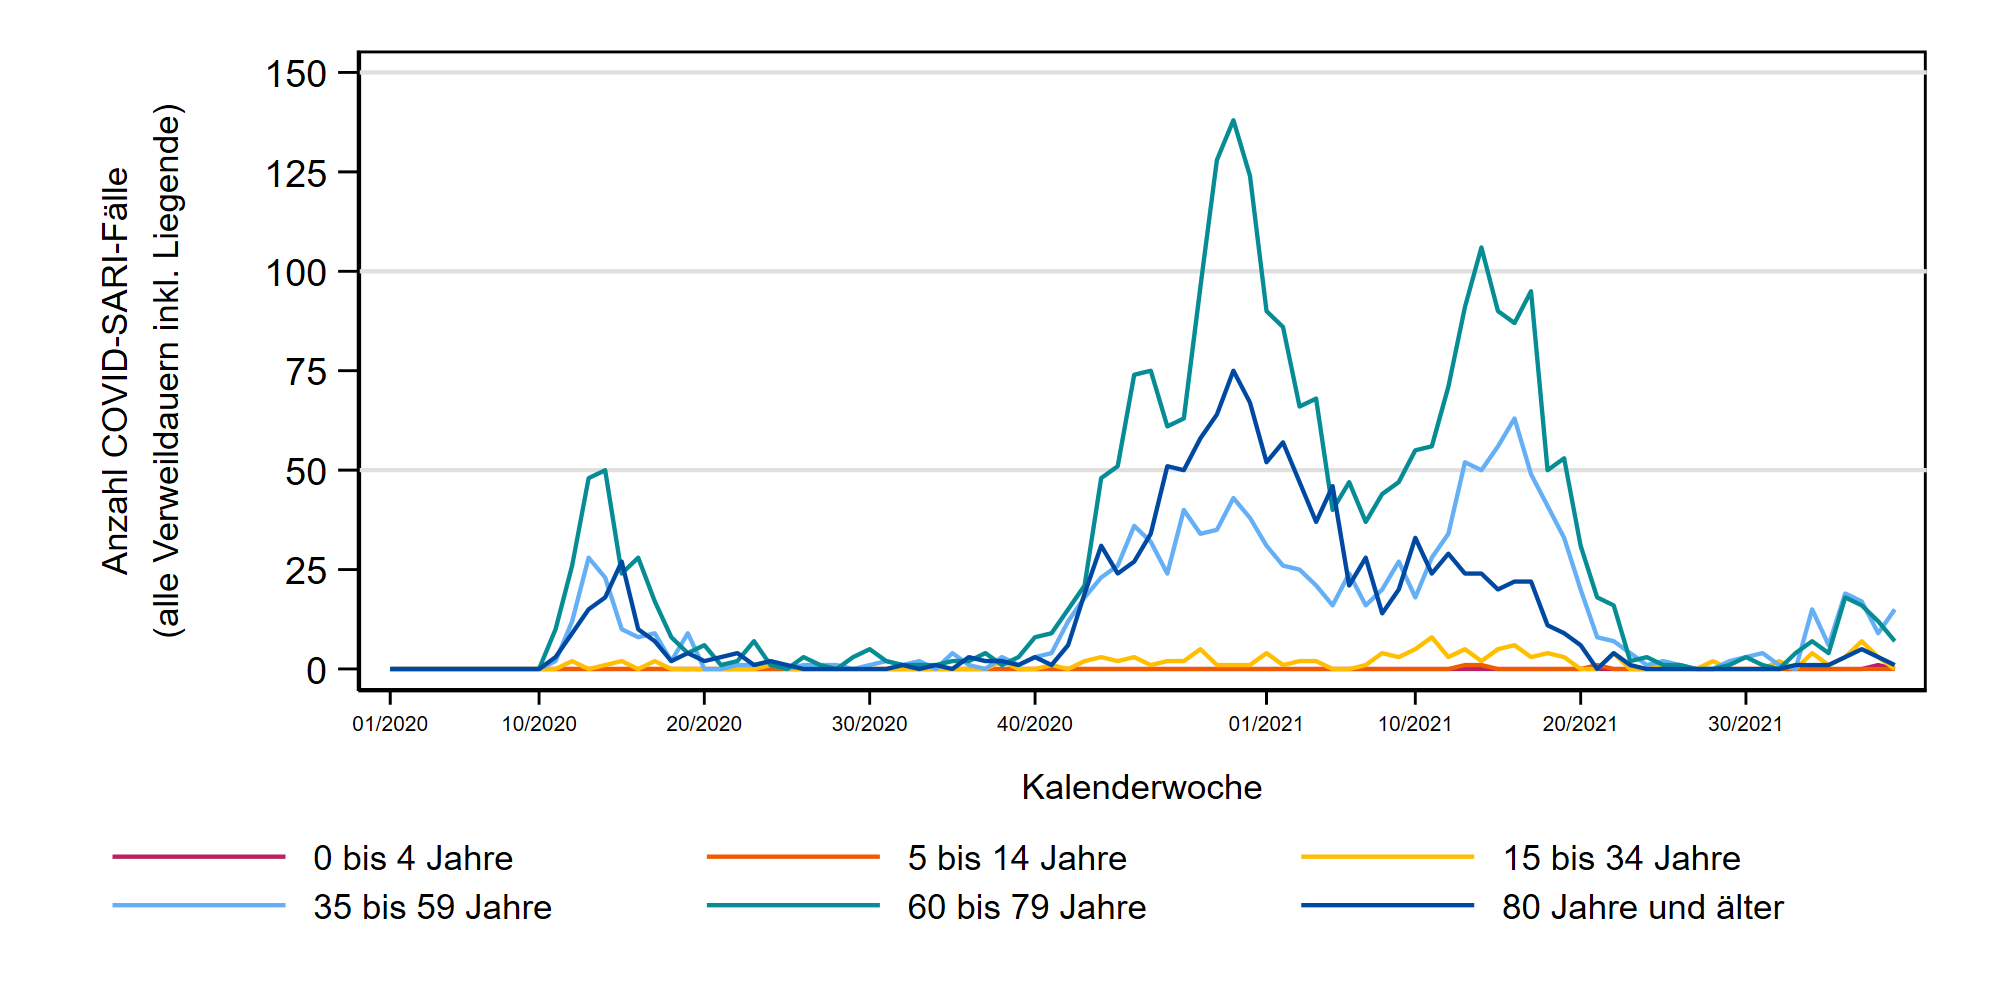 Anzahl COVID-SARI-Fälle
(alle Verweildauern inkl. Liegende)
150
125
100
75
50
25
0
01/2020 10/2020 20/2020 30/2020 40/2020 01/2021 10/2021 20/2021 30/2021
Kalenderwoche
0 bis 4 Jahre 5 bis 14 Jahre 15 bis 34 Jahre
35 bis 59 Jahre 60 bis 79 Jahre 80 Jahre und älter